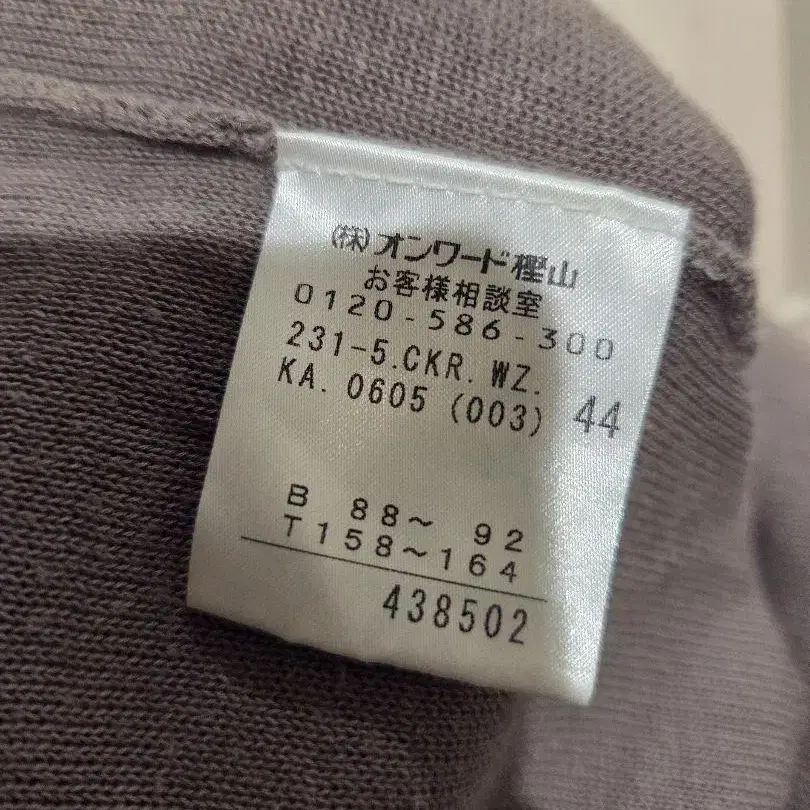 (株)オンワード樫山
お客様相談室
0120-586-300
231-5.CKR.WZ.
KA. 0605 (003) 44
B 88~ 92
T158~164
438502